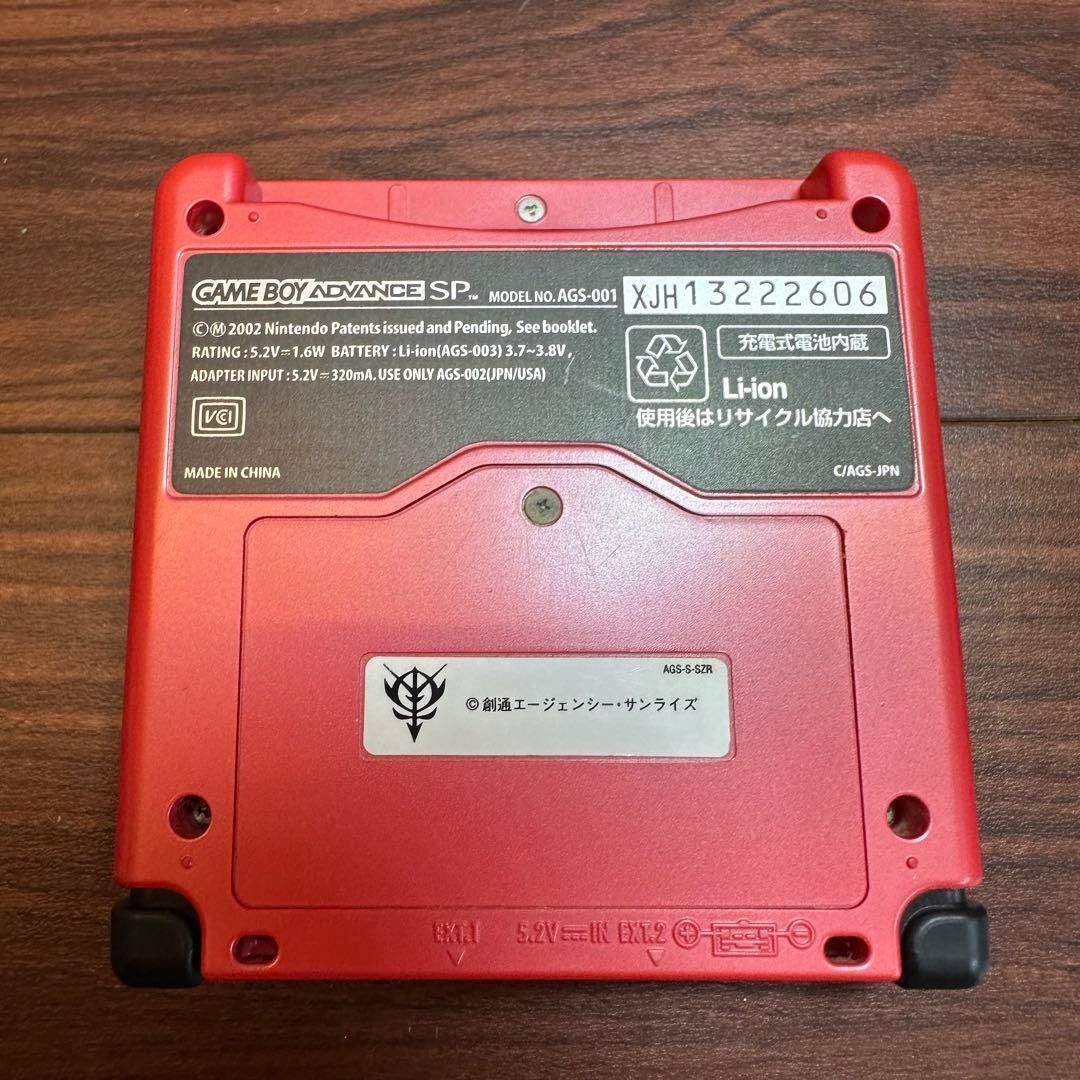 GAME BOY ADVANCE SP™ MODEL NO. AGS-001 XJH13222606
©Ⓜ 2002 Nintendo Patents issued and Pending, See booklet.
RATING : 5.2V⎓1.6W BATTERY : Li-ion(AGS-003) 3.7~3.8V,
ADAPTER INPUT : 5.2V⎓320mA. USE ONLY AGS-002(JPN/USA)
VCI
MADE IN CHINA
充電式電池内蔵
Li-ion
使用後はリサイクル協力店へ
C/AGS-JPN
AGS-S-SZR
©創通エージェンシー・サンライズ
EXT.1 5.2V⎓IN EXT.2